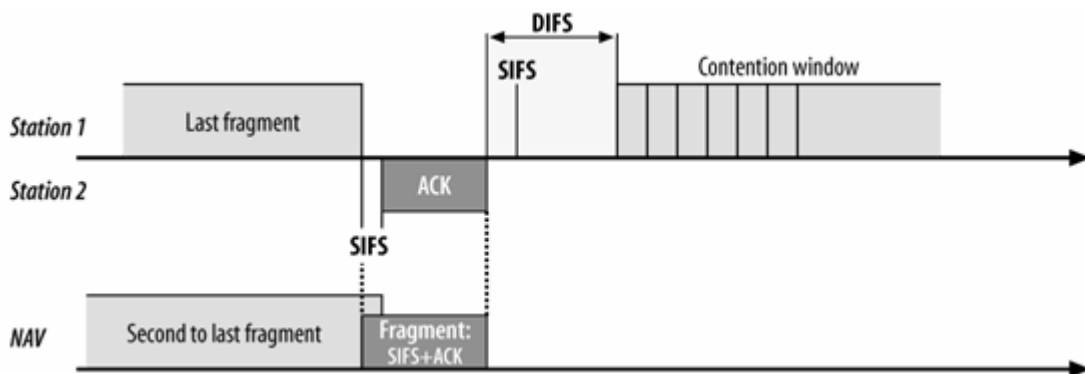 DIFS
SIFS
Contention window
Station 1
Last fragment
Station 2
ACK
SIFS
NAV
Second to last fragment
Fragment:
SIFS+ACK